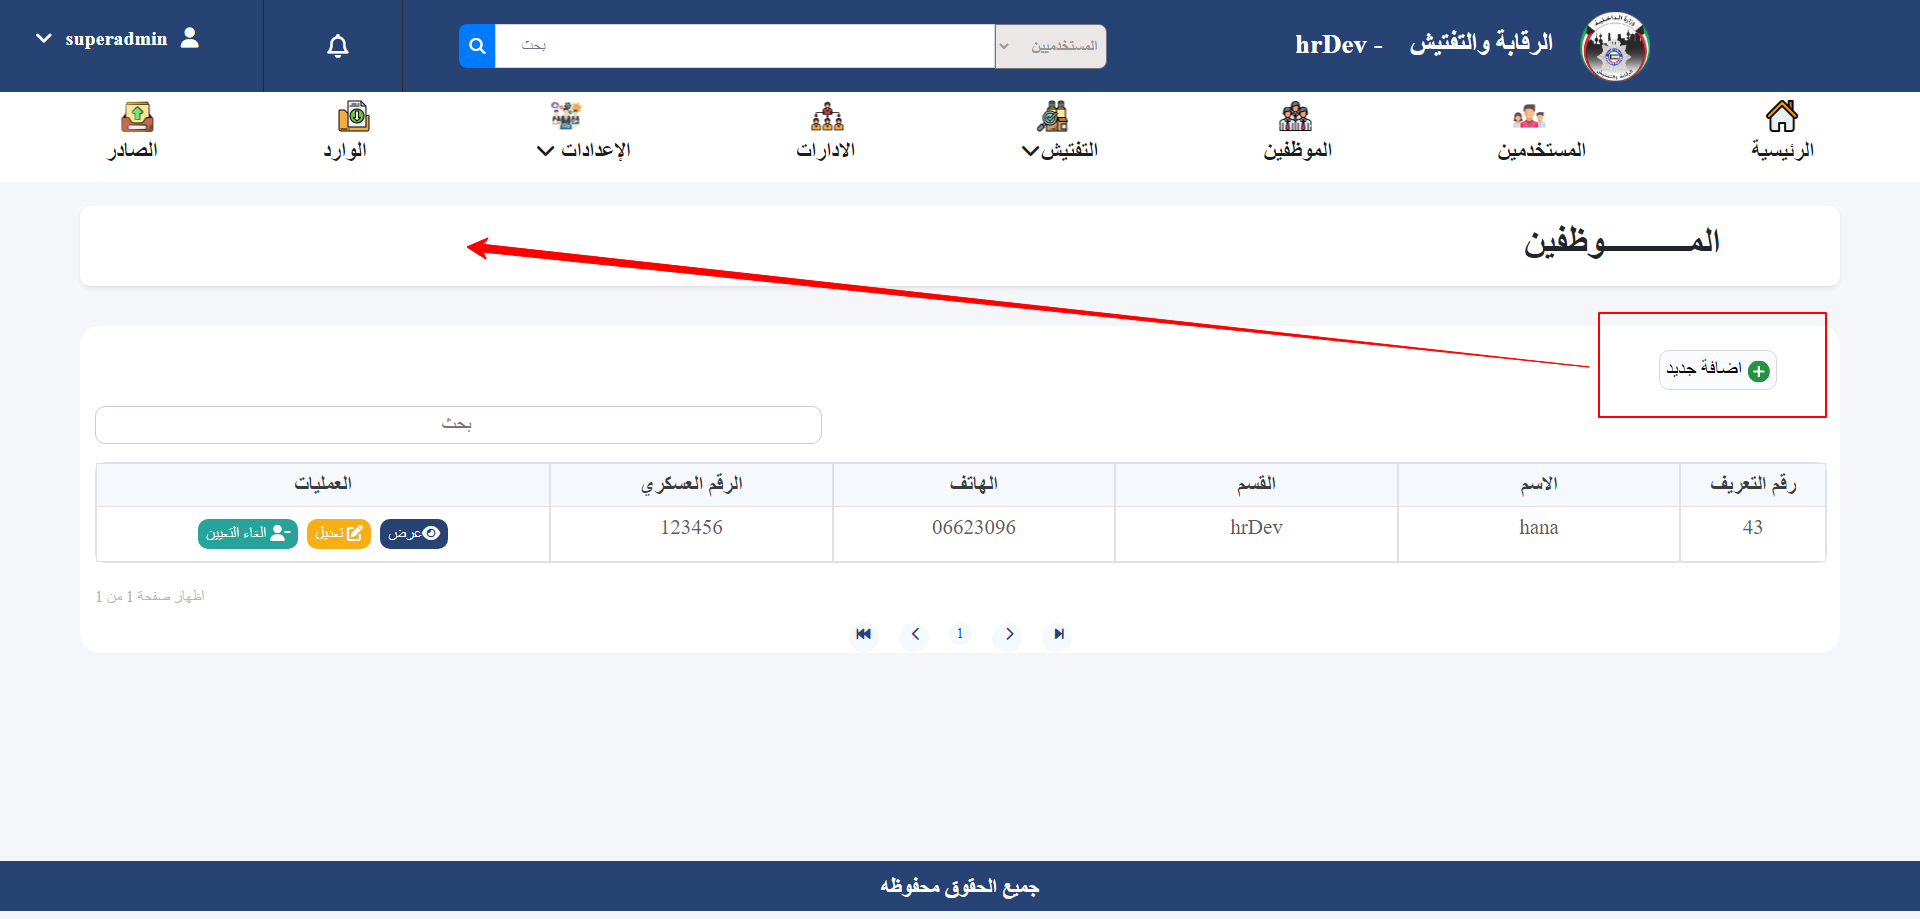 الرقابة والتفتيش - hrDev
المستخدميين
بحث
superadmin
الرئيسية
المستخدمين
الموظفين
التفتيش
الادارات
الإعدادات
الوارد
الصادر
المـــــــــــوظفين
اضافة جديد
بحث
رقم التعريف الاسم القسم الهاتف الرقم العسكري العمليات
43 hana hrDev 06623096 123456 عرض تعديل الغاء التعيين
اظهار صفحة 1 من 1
1
جميع الحقوق محفوظه